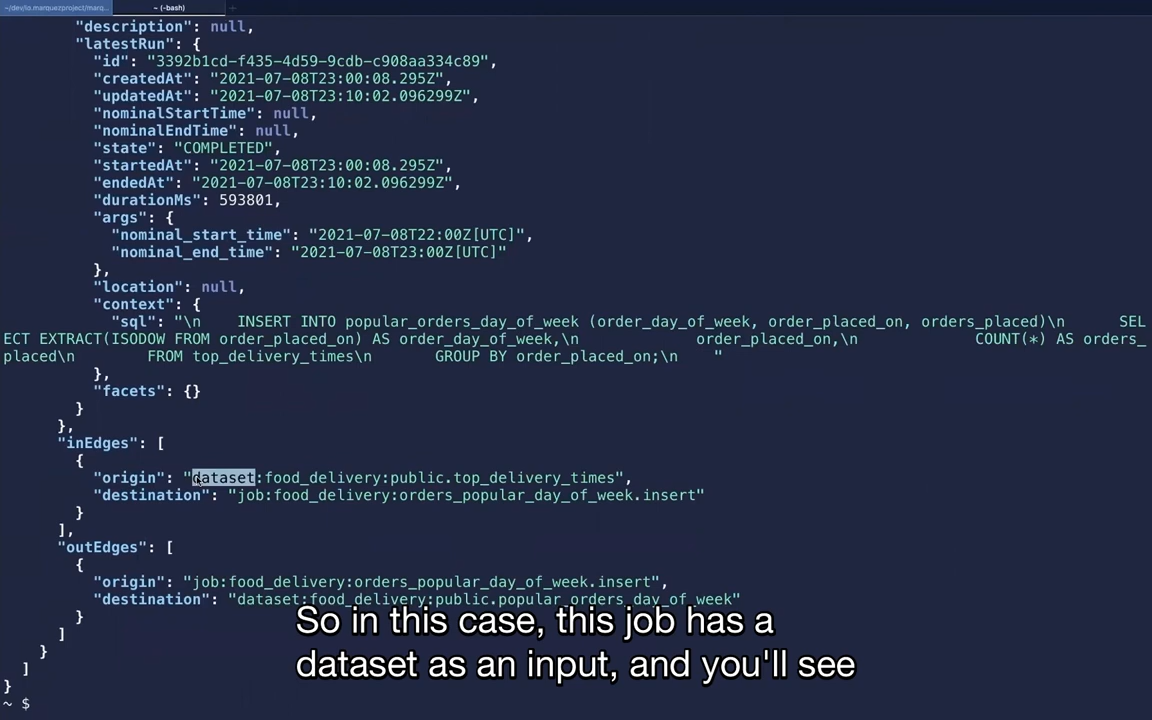 ~/dev/io.marquezproject/marq...
~ (-bash)
"description": null,
"latestRun": {
"id": "3392b1cd-f435-4d59-9cdb-c908aa334c89",
"createdAt": "2021-07-08T23:00:08.295Z",
"updatedAt": "2021-07-08T23:10:02.096299Z",
"nominalStartTime": null,
"nominalEndTime": null,
"state": "COMPLETED",
"startedAt": "2021-07-08T23:00:08.295Z",
"endedAt": "2021-07-08T23:10:02.096299Z",
"durationMs": 593801,
"args": {
"nominal_start_time": "2021-07-08T22:00Z[UTC]",
"nominal_end_time": "2021-07-08T23:00Z[UTC]"
},
"location": null,
"context": {
"sql": "\n    INSERT INTO popular_orders_day_of_week (order_day_of_week, order_placed_on, orders_placed)\n      SEL
ECT EXTRACT(ISODOW FROM order_placed_on) AS order_day_of_week,\n             order_placed_on,\n             COUNT(*) AS orders_
placed\n        FROM top_delivery_times\n       GROUP BY order_placed_on;\n    "
},
"facets": {}
}
},
"inEdges": [
{
"origin": "dataset:food_delivery:public.top_delivery_times",
"destination": "job:food_delivery:orders_popular_day_of_week.insert"
}
],
"outEdges": [
{
"origin": "job:food_delivery:orders_popular_day_of_week.insert",
"destination": "dataset:food_delivery:public.popular_orders_day_of_week"
}
]
}
]
}
~ $
So in this case, this job has a
dataset as an input, and you'll see